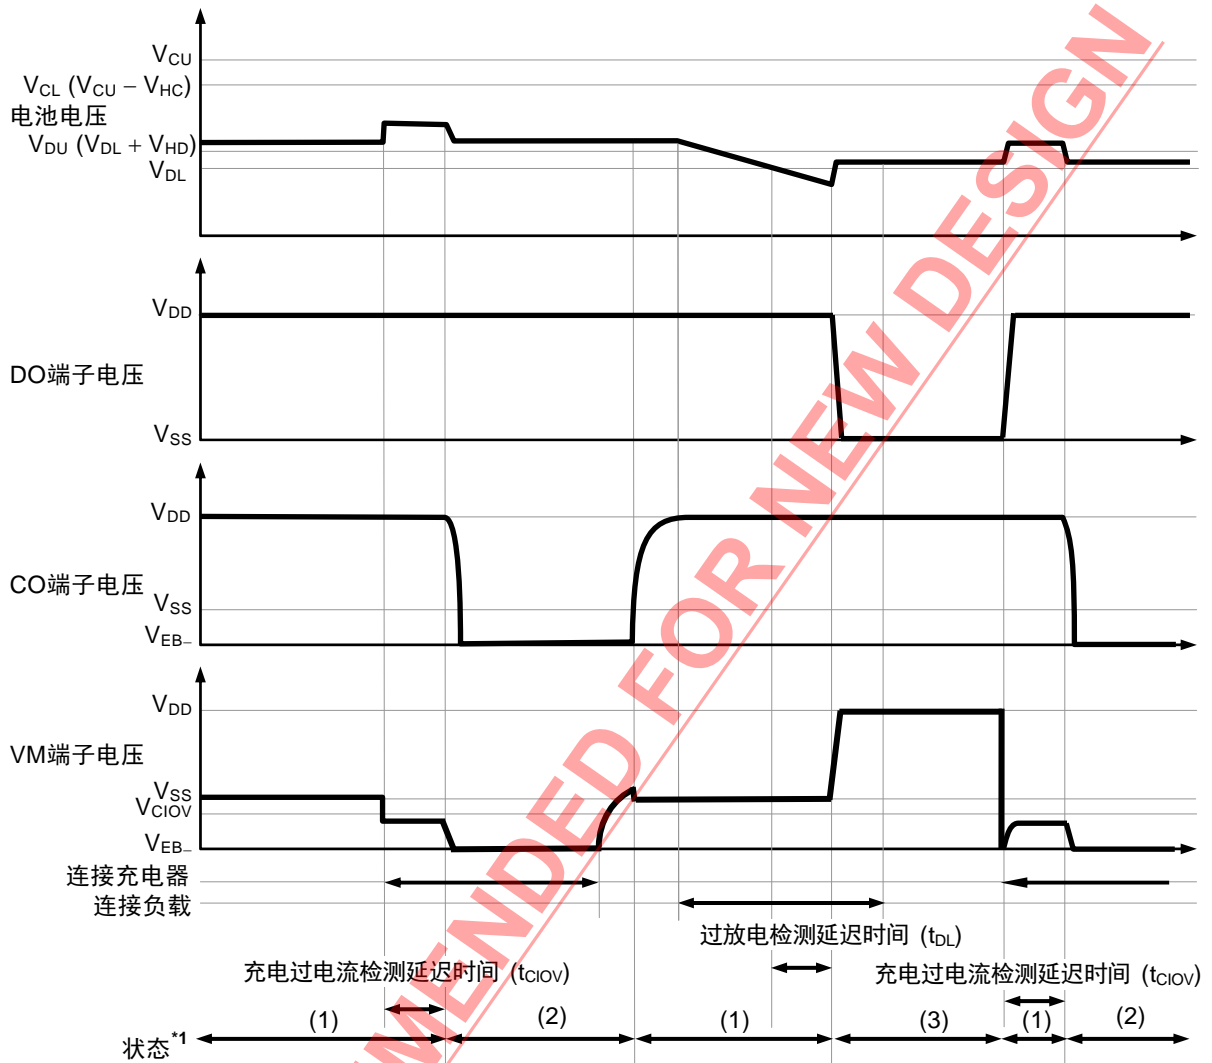 VCU
VCL (VCU – VHC)
电池电压
VDU (VDL + VHD)
VDL
VDD
DO端子电压
VSS
VDD
CO端子电压
VSS
VEB–
VDD
VM端子电压
VSS
VCIOV
VEB–
连接充电器
连接负载
过放电检测延迟时间 (tDL)
充电过电流检测延迟时间 (tCIOV)
充电过电流检测延迟时间 (tCIOV)
(1) (2) (1) (3) (1) (2)
状态*1
MENDED FOR NEW DESIGN